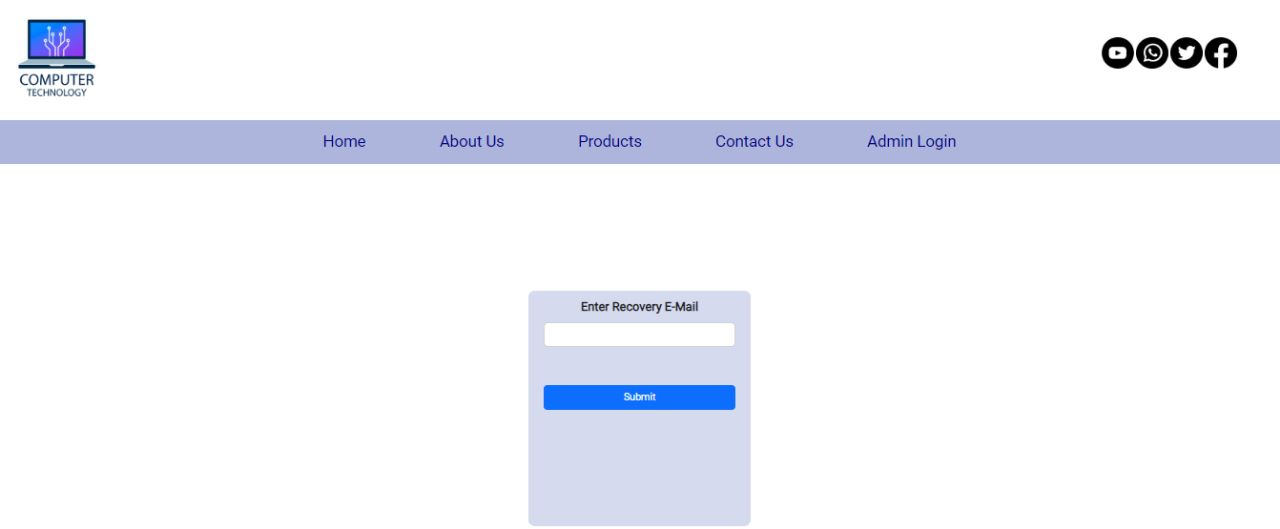 COMPUTER
TECHNOLOGY
Home About Us Products Contact Us Admin Login
Enter Recovery E-Mail
Submit